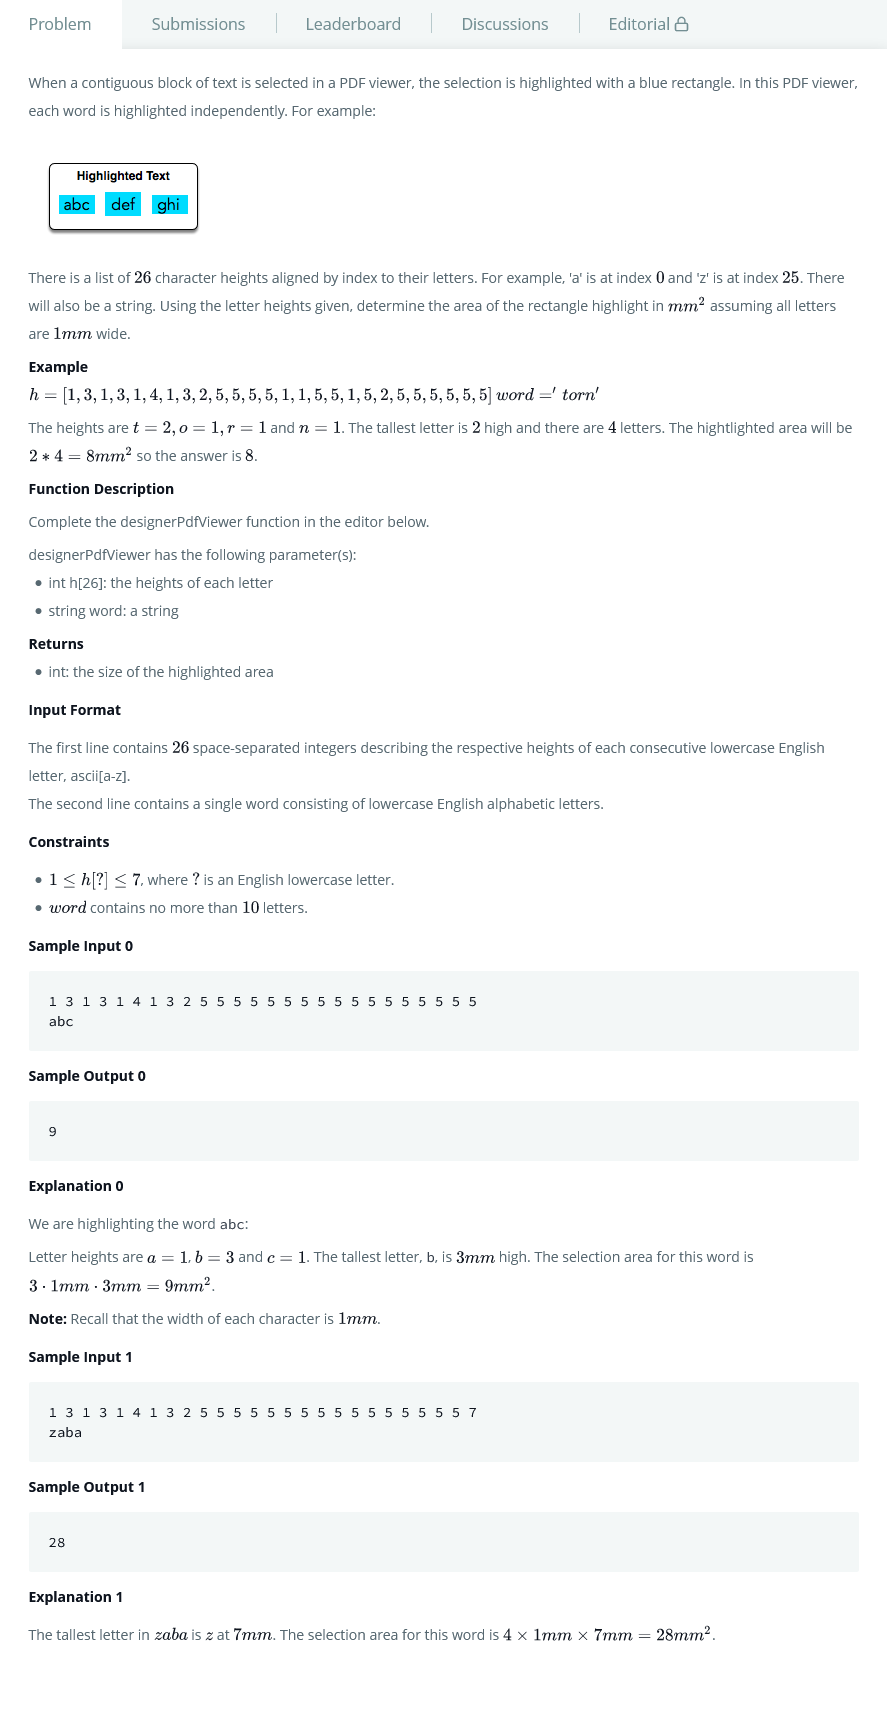 Problem
Submissions
Leaderboard
Discussions
Editorial
When a contiguous block of text is selected in a PDF viewer, the selection is highlighted with a blue rectangle. In this PDF viewer,
each word is highlighted independently. For example:
Highlighted Text
abc def ghi
There is a list of 26 character heights aligned by index to their letters. For example, 'a' is at index 0 and 'z' is at index 25. There
will also be a string. Using the letter heights given, determine the area of the rectangle highlight in mm² assuming all letters
are 1mm wide.
Example
h = [1, 3, 1, 3, 1, 4, 1, 3, 2, 5, 5, 5, 5, 1, 1, 5, 5, 1, 5, 2, 5, 5, 5, 5, 5, 5] word =′ torn′
The heights are t = 2, o = 1, r = 1 and n = 1. The tallest letter is 2 high and there are 4 letters. The hightlighted area will be
2 * 4 = 8mm² so the answer is 8.
Function Description
Complete the designerPdfViewer function in the editor below.
designerPdfViewer has the following parameter(s):
• int h[26]: the heights of each letter
• string word: a string
Returns
• int: the size of the highlighted area
Input Format
The first line contains 26 space-separated integers describing the respective heights of each consecutive lowercase English
letter, ascii[a-z].
The second line contains a single word consisting of lowercase English alphabetic letters.
Constraints
• 1 ≤ h[?] ≤ 7, where ? is an English lowercase letter.
• word contains no more than 10 letters.
Sample Input 0
1 3 1 3 1 4 1 3 2 5 5 5 5 5 5 5 5 5 5 5 5 5 5 5 5 5
abc
Sample Output 0
9
Explanation 0
We are highlighting the word abc:
Letter heights are a = 1, b = 3 and c = 1. The tallest letter, b, is 3mm high. The selection area for this word is
3 · 1mm · 3mm = 9mm².
Note: Recall that the width of each character is 1mm.
Sample Input 1
1 3 1 3 1 4 1 3 2 5 5 5 5 5 5 5 5 5 5 5 5 5 5 5 5 7
zaba
Sample Output 1
28
Explanation 1
The tallest letter in zaba is z at 7mm. The selection area for this word is 4 × 1mm × 7mm = 28mm².